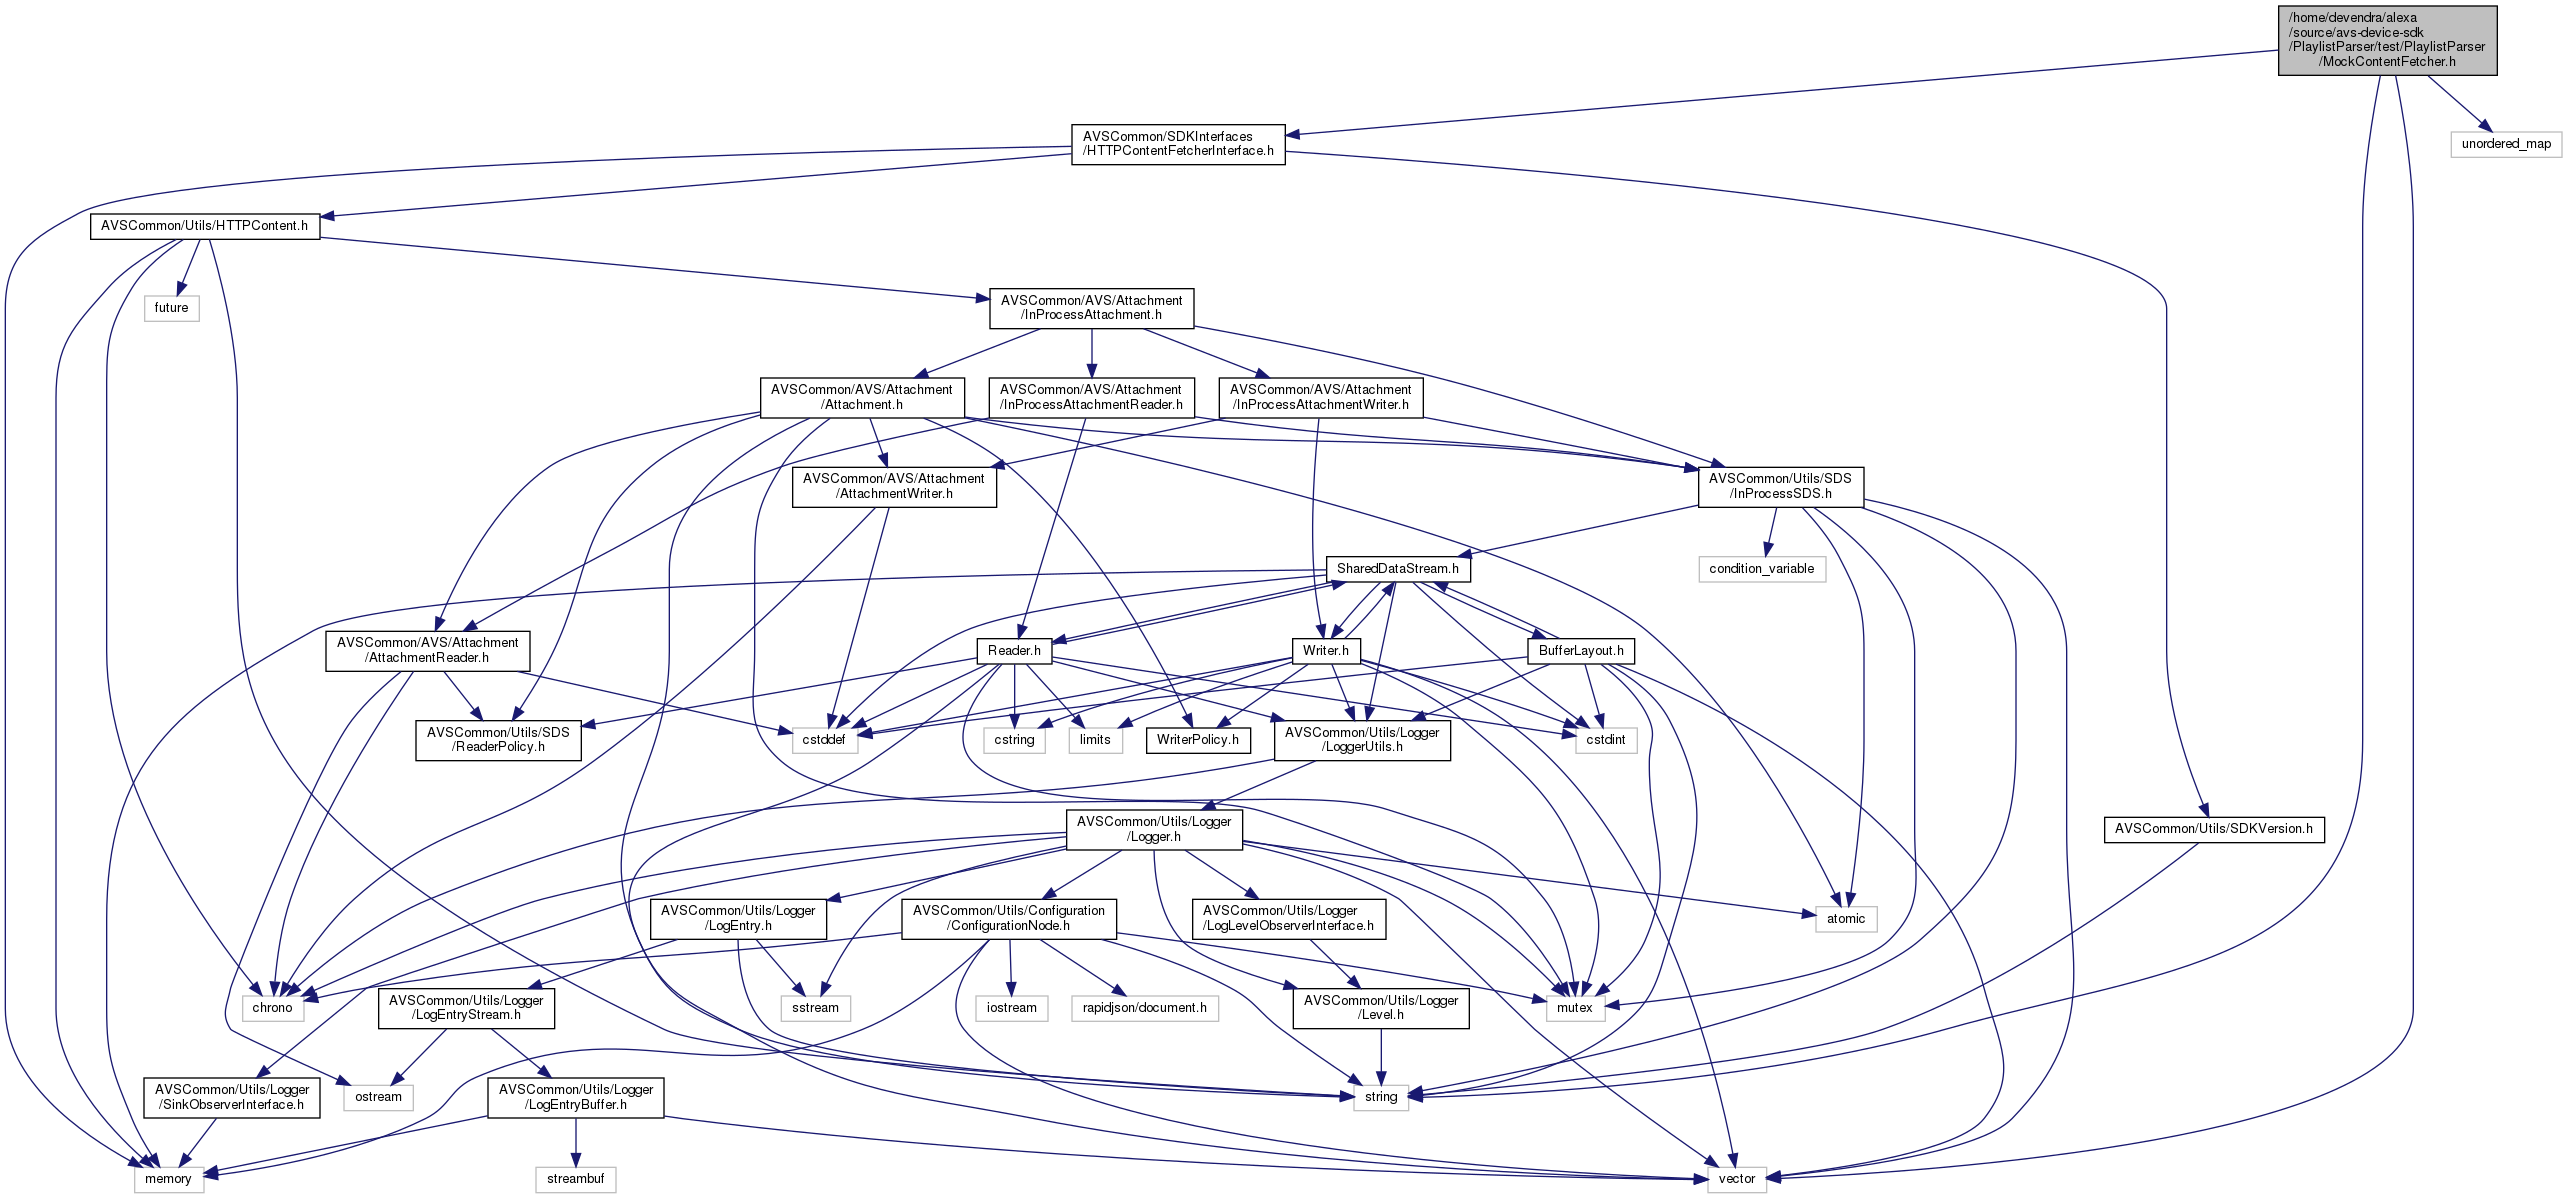 /home/devendra/alexa
/source/avs-device-sdk
/PlaylistParser/test/PlaylistParser
/MockContentFetcher.h
AVSCommon/SDKInterfaces
/HTTPContentFetcherInterface.h
unordered_map
AVSCommon/Utils/HTTPContent.h
future
AVSCommon/AVS/Attachment
/InProcessAttachment.h
AVSCommon/AVS/Attachment
/Attachment.h
AVSCommon/AVS/Attachment
/InProcessAttachmentReader.h
AVSCommon/AVS/Attachment
/InProcessAttachmentWriter.h
AVSCommon/AVS/Attachment
/AttachmentWriter.h
AVSCommon/Utils/SDS
/InProcessSDS.h
SharedDataStream.h
condition_variable
AVSCommon/AVS/Attachment
/AttachmentReader.h
Reader.h
Writer.h
BufferLayout.h
AVSCommon/Utils/SDS
/ReaderPolicy.h
cstddef
cstring
limits
WriterPolicy.h
AVSCommon/Utils/Logger
/LoggerUtils.h
cstdint
AVSCommon/Utils/Logger
/Logger.h
AVSCommon/Utils/SDKVersion.h
AVSCommon/Utils/Logger
/LogEntry.h
AVSCommon/Utils/Configuration
/ConfigurationNode.h
AVSCommon/Utils/Logger
/LogLevelObserverInterface.h
atomic
chrono
AVSCommon/Utils/Logger
/LogEntryStream.h
sstream
iostream
rapidjson/document.h
AVSCommon/Utils/Logger
/Level.h
mutex
AVSCommon/Utils/Logger
/SinkObserverInterface.h
ostream
AVSCommon/Utils/Logger
/LogEntryBuffer.h
string
memory
streambuf
vector